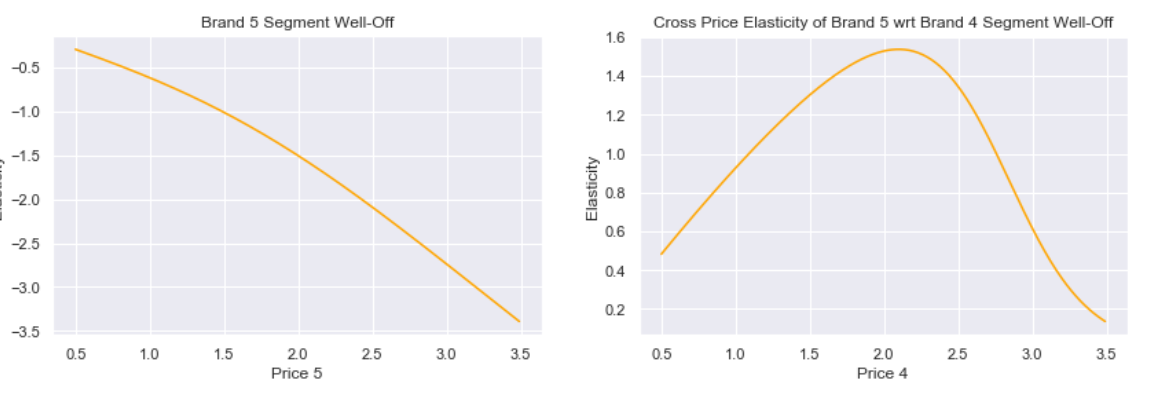 Brand 5 Segment Well-Off
−0.5
−1.0
−1.5
−2.0
−2.5
−3.0
−3.5
0.5 1.0 1.5 2.0 2.5 3.0 3.5
Price 5
Cross Price Elasticity of Brand 5 wrt Brand 4 Segment Well-Off
Elasticity
1.6
1.4
1.2
1.0
0.8
0.6
0.4
0.2
0.5 1.0 1.5 2.0 2.5 3.0 3.5
Price 4